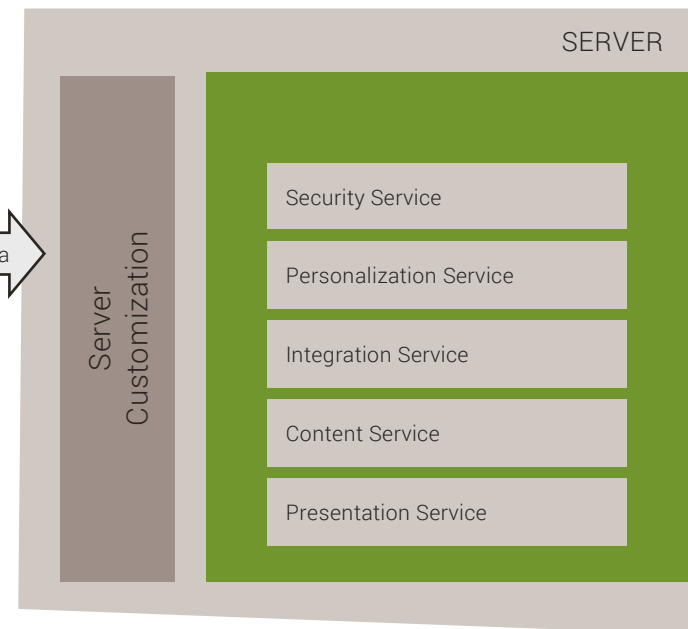 SERVER
a
Server
Customization
Security Service
Personalization Service
Integration Service
Content Service
Presentation Service